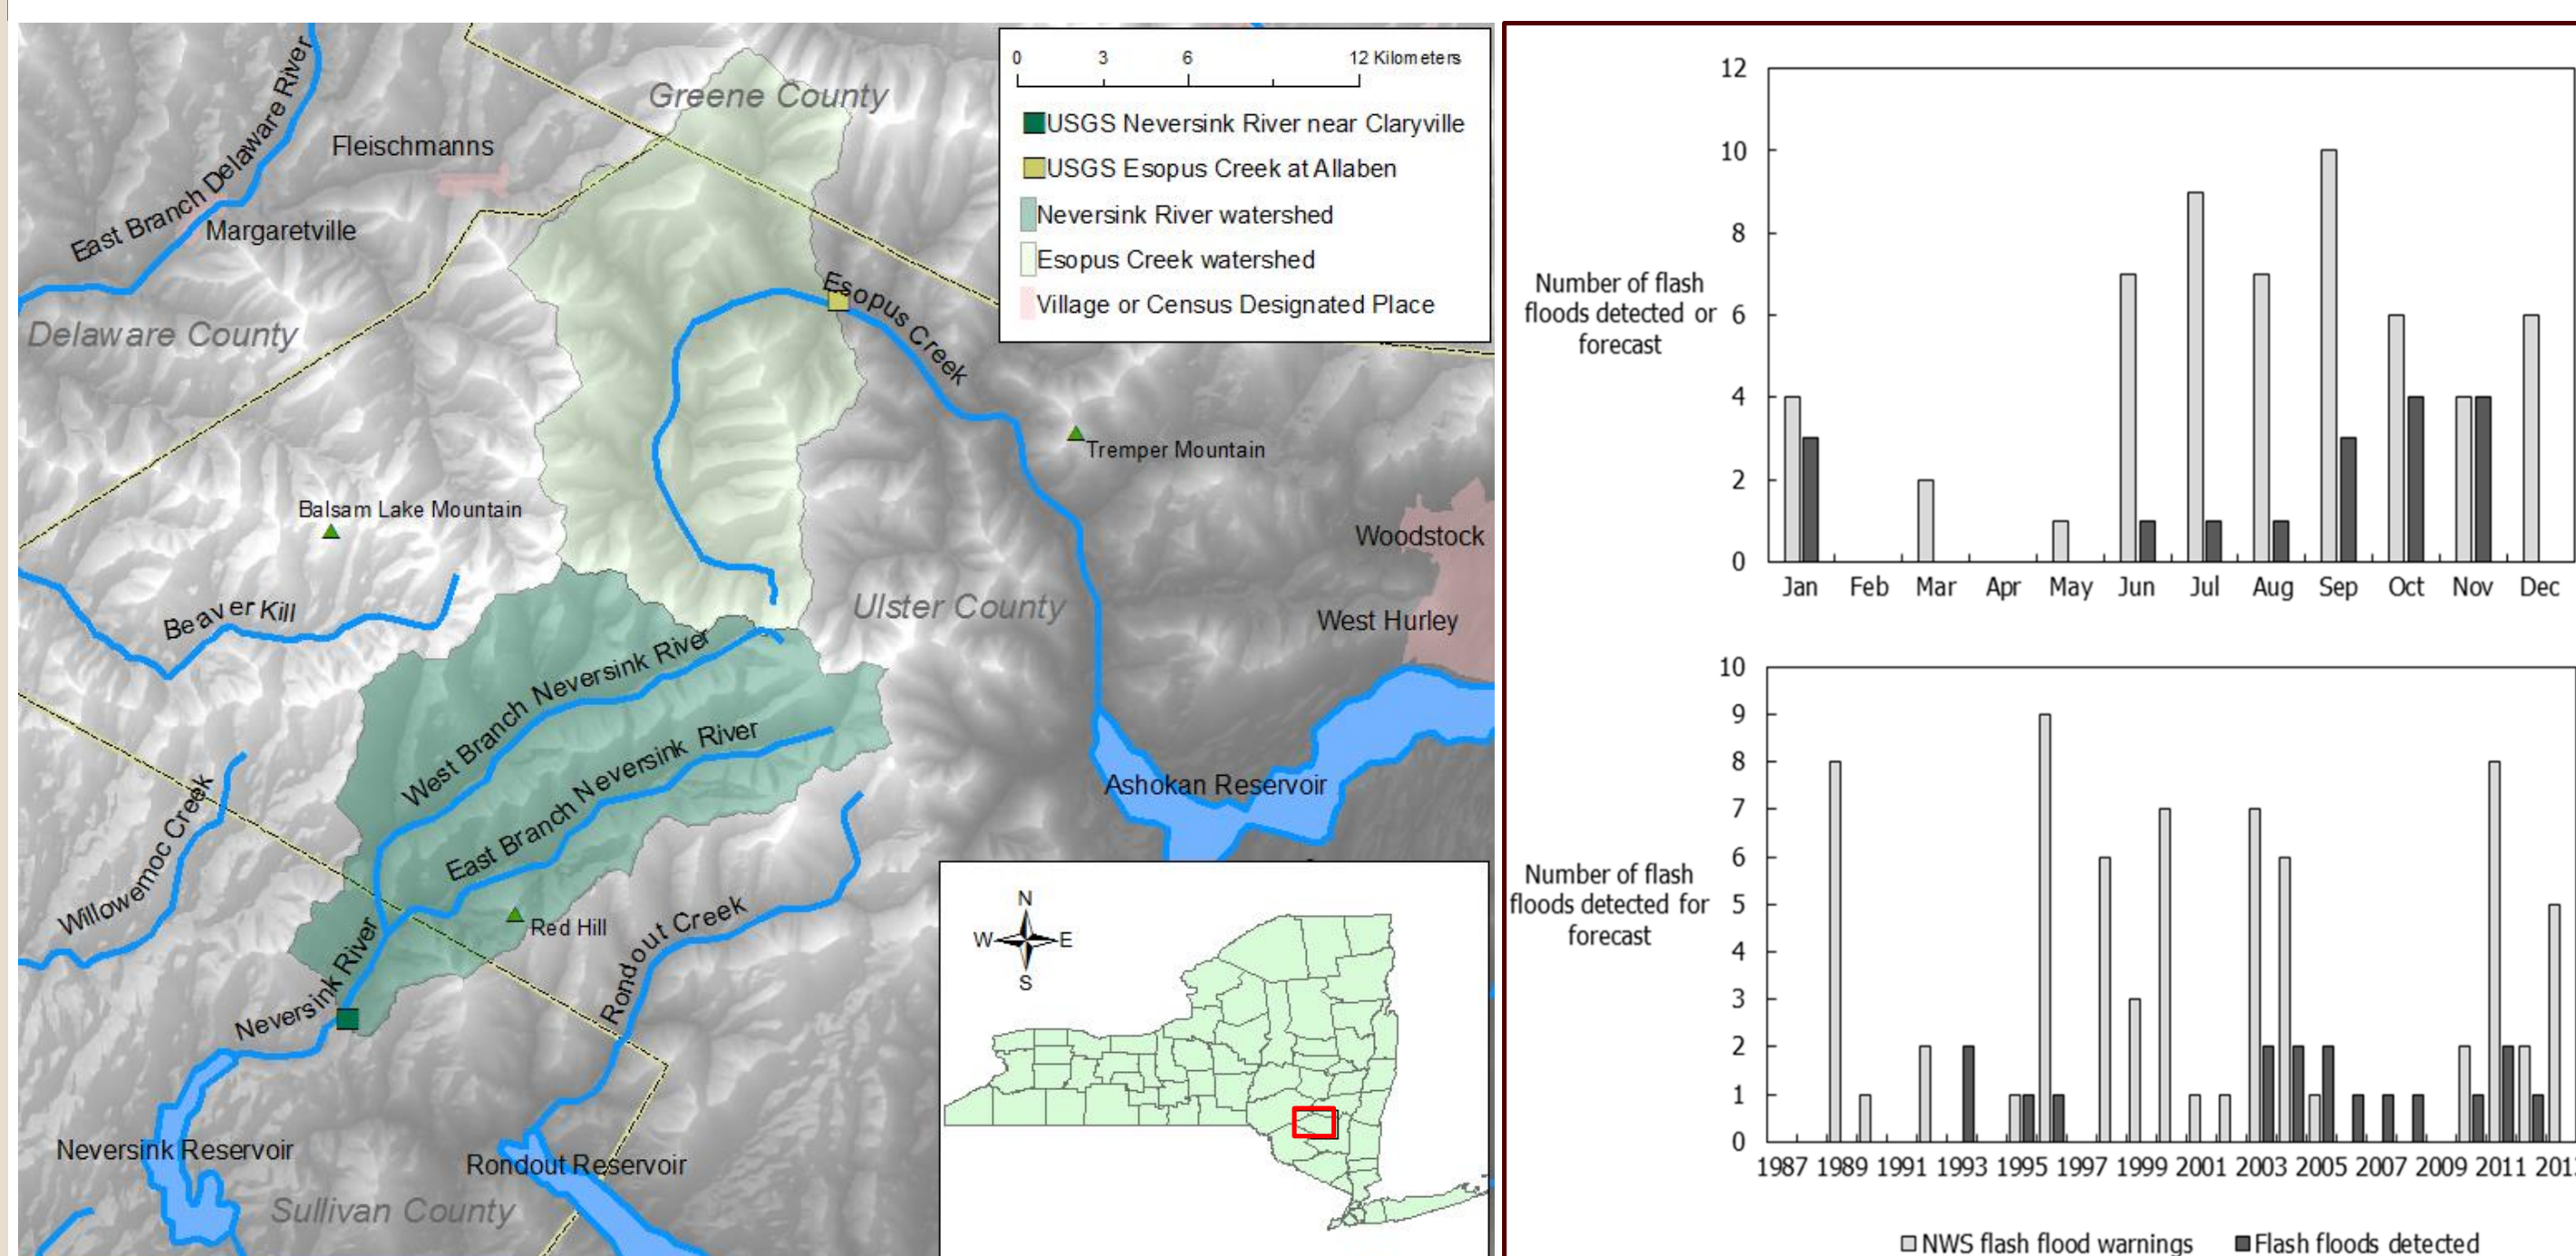 0 3 6 12 Kilometers
USGS Neversink River near Claryville
USGS Esopus Creek at Allaben
Neversink River watershed
Esopus Creek watershed
Village or Census Designated Place
Greene County
East Branch Delaware River
Fleischmanns
Margaretville
Esopus Creek
Delaware County
Tremper Mountain
Balsam Lake Mountain
Woodstock
Beaver Kill
Ulster County
West Hurley
West Branch Neversink River
East Branch Neversink River
Willowemoc Creek
Ashokan Reservoir
Red Hill
Rondout Creek
Neversink River
N
W E
S
Neversink Reservoir
Rondout Reservoir
Sullivan County
12
10
8
6
4
2
0
Number of flash
floods detected or
forecast
Jan Feb Mar Apr May Jun Jul Aug Sep Oct Nov Dec
10
9
8
7
6
5
4
3
2
1
0
Number of flash
floods detected for
forecast
1987 1989 1991 1993 1995 1997 1999 2001 2003 2005 2007 2009 2011
NWS flash flood warnings Flash floods detected